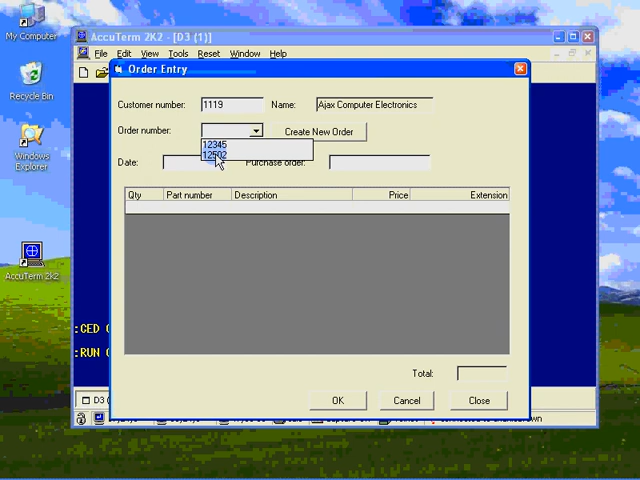 My Computer
Recycle Bin
Windows
Explorer
AccuTerm 2k2
AccuTerm 2K2 - [D3 (1)]
File Edit View Tools Reset Window Help
Order Entry
Customer number: 1119 Name: Ajax Computer Electronics
Order number: Create New Order
12345
12502
Date: Purchase order:
Qty Part number Description Price Extension
:CED
:RUN
Total:
D3
OK Cancel Close